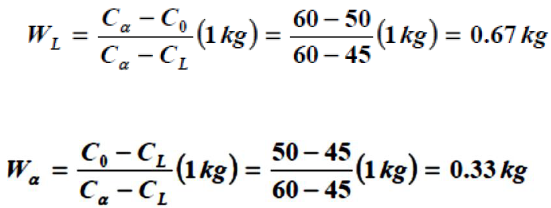 W_L = (C_α − C_0)/(C_α − C_L) (1 kg) = (60 − 50)/(60 − 45) (1 kg) = 0.67 kg
W_α = (C_0 − C_L)/(C_α − C_L) (1 kg) = (50 − 45)/(60 − 45) (1 kg) = 0.33 kg